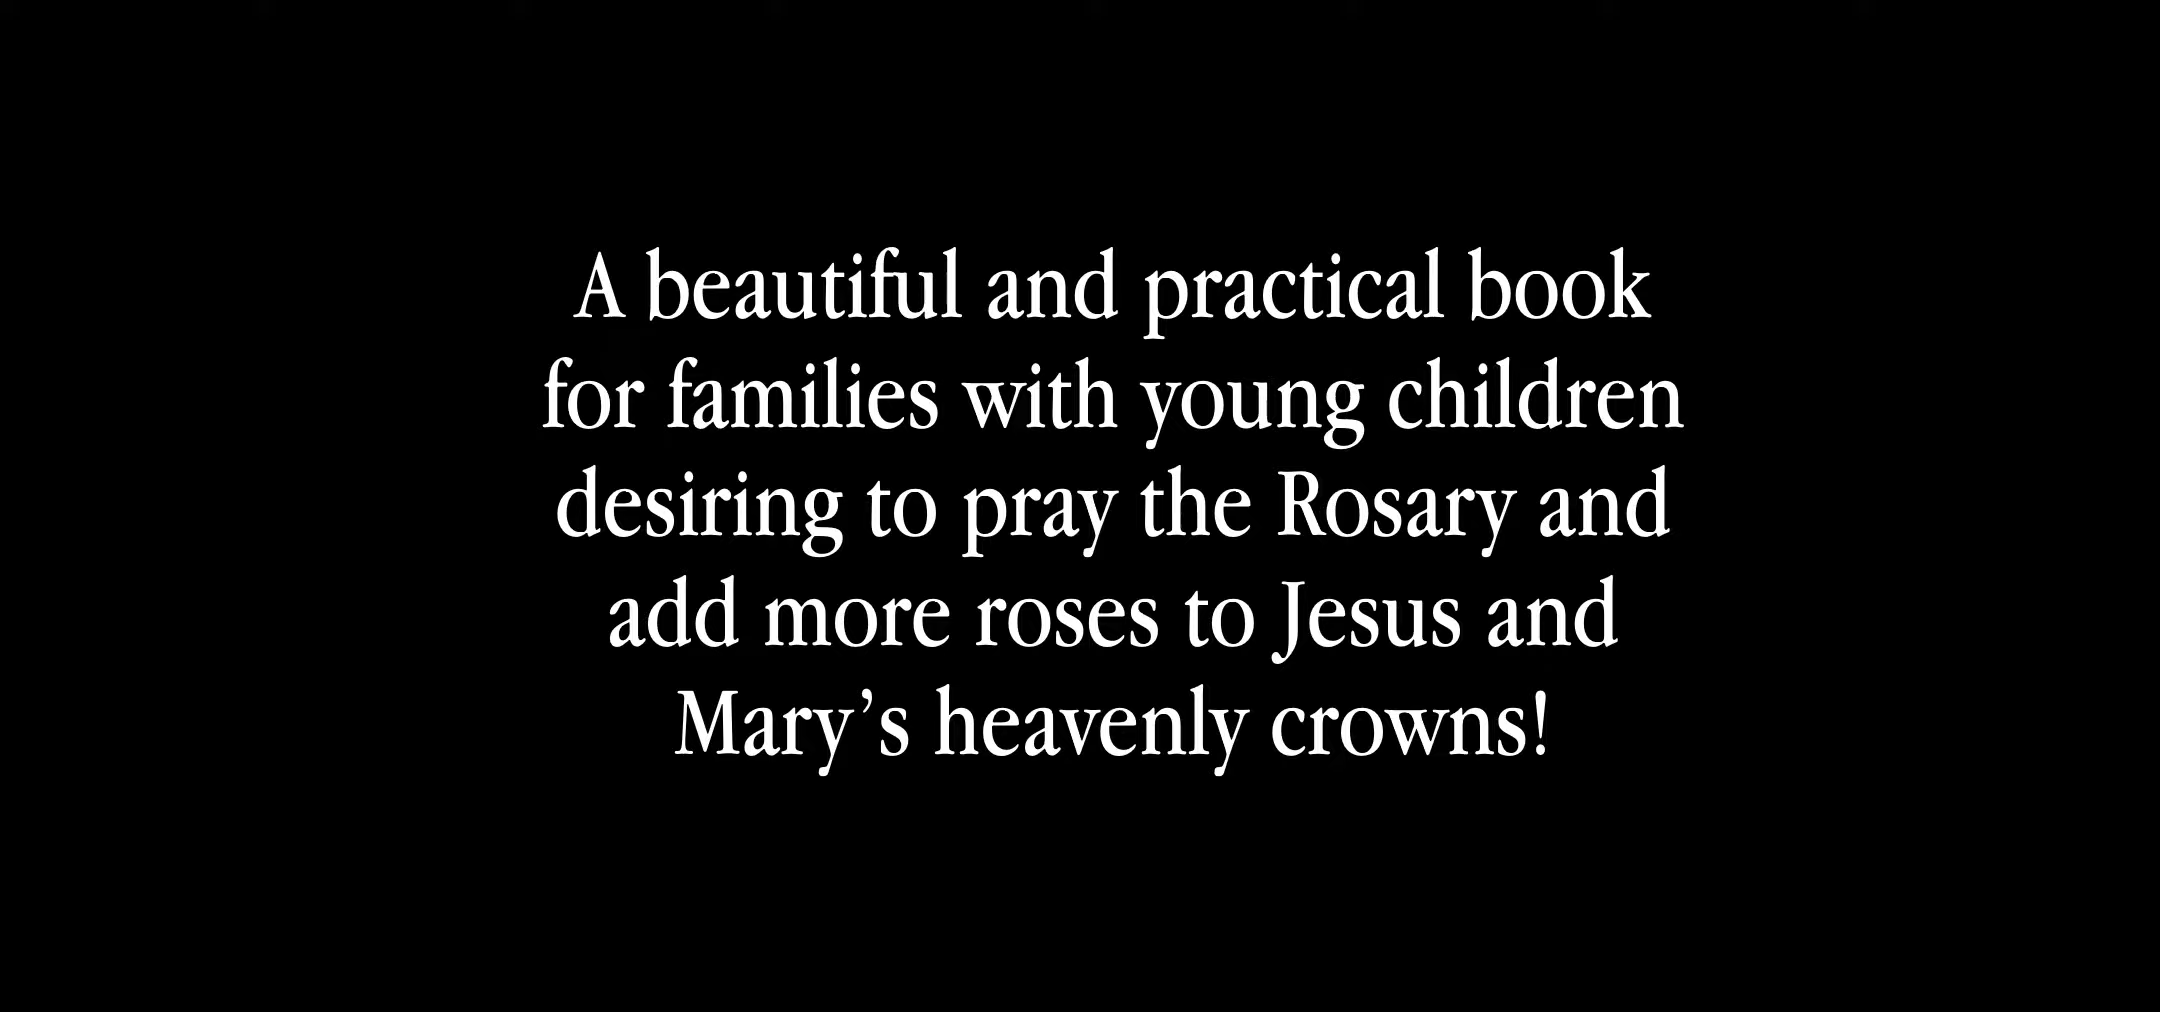 A beautiful and practical book
for families with young children
desiring to pray the Rosary and
add more roses to Jesus and
Mary’s heavenly crowns!